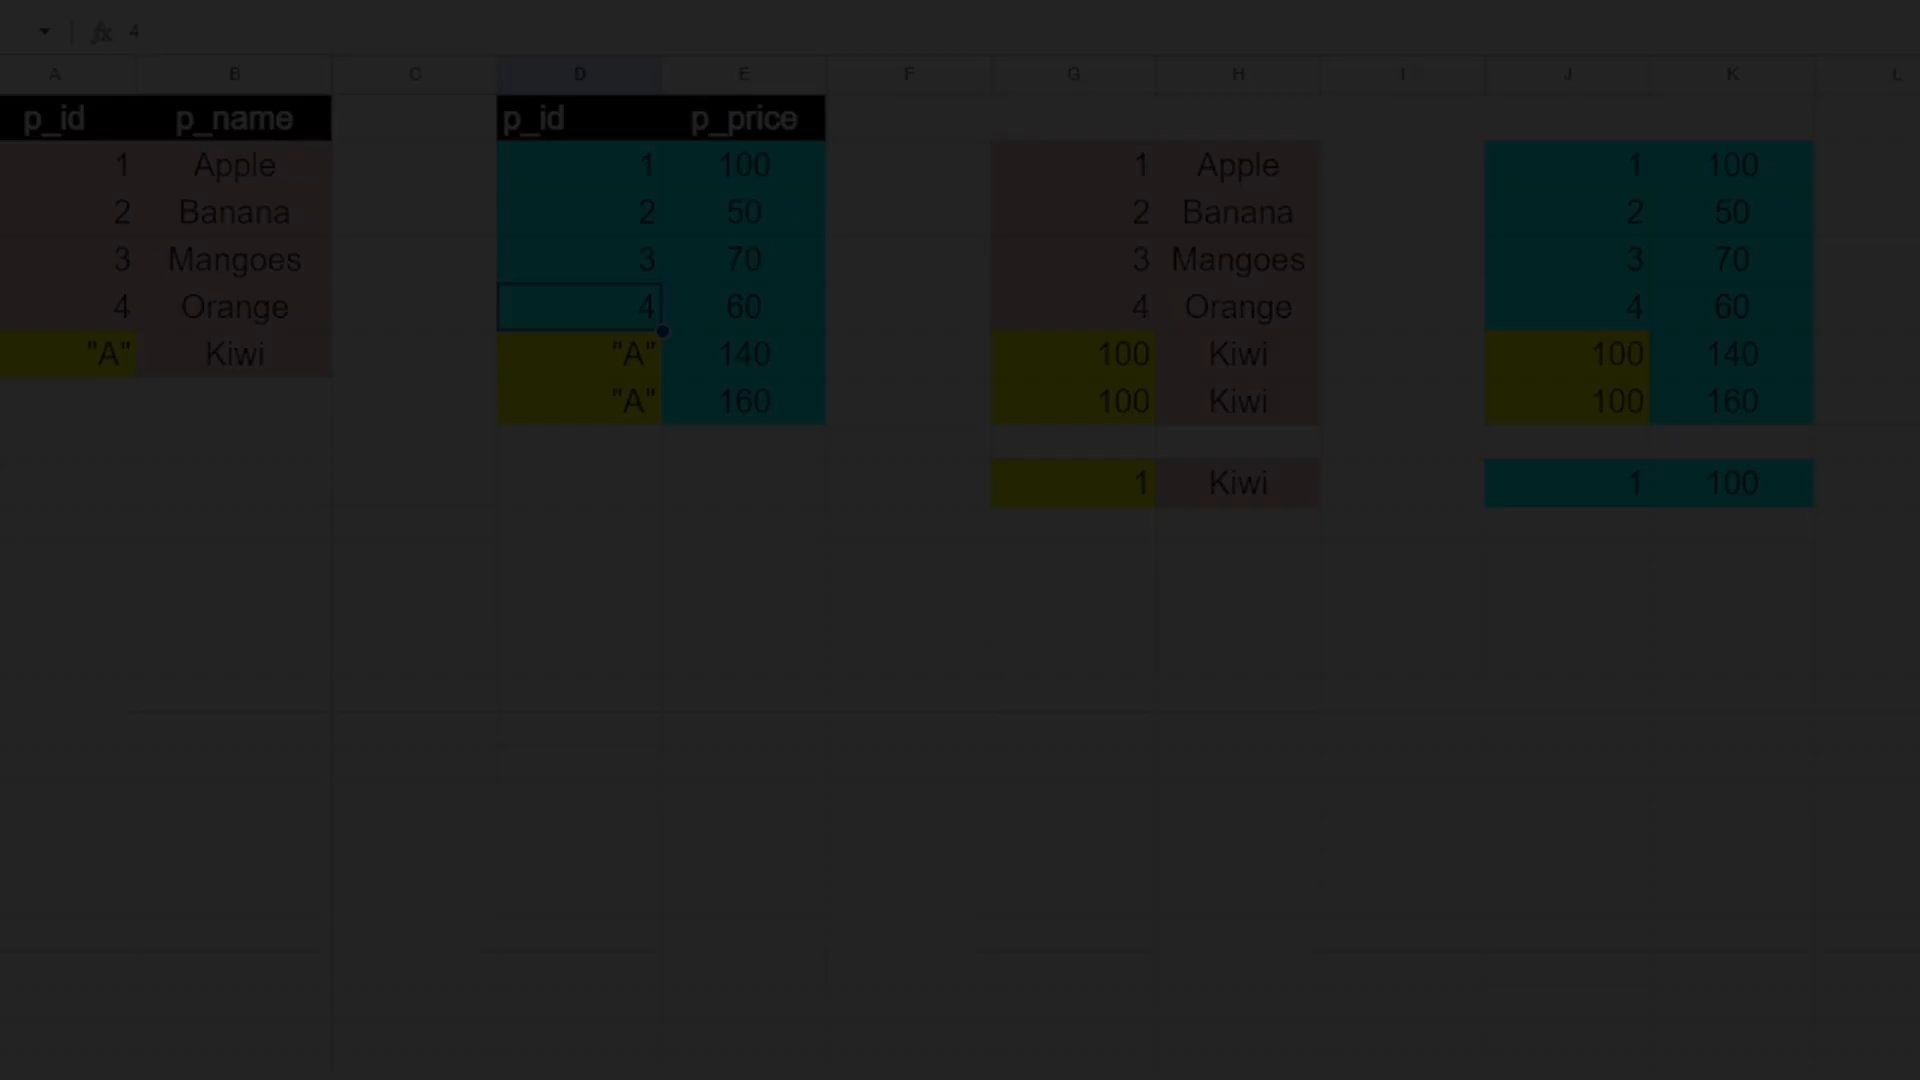 fx 4
A B C D E F G H I J K L
p_id p_name p_id p_price
1 Apple 1 100 1 Apple 1 100
2 Banana 2 50 2 Banana 2 50
3 Mangoes 3 70 3 Mangoes 3 70
4 Orange 4 60 4 Orange 4 60
"A" Kiwi "A" 140 100 Kiwi 100 140
"A" 160 100 Kiwi 100 160
1 Kiwi 1 100